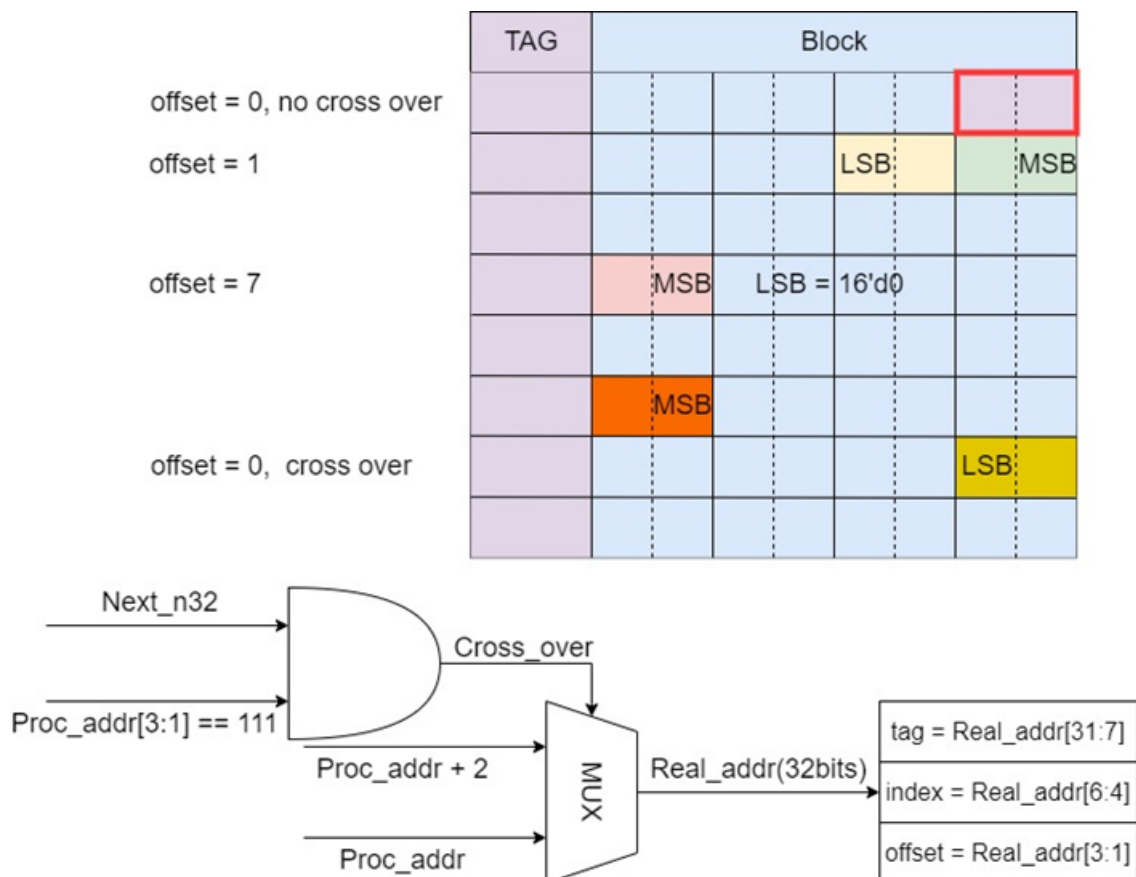 TAG
Block
offset = 0, no cross over
offset = 1
LSB
MSB
offset = 7
MSB
LSB = 16'd0
MSB
offset = 0,  cross over
LSB
Next_n32
Cross_over
Proc_addr[3:1] == 111
Proc_addr + 2
MUX
Real_addr(32bits)
Proc_addr
tag = Real_addr[31:7]
index = Real_addr[6:4]
offset = Real_addr[3:1]